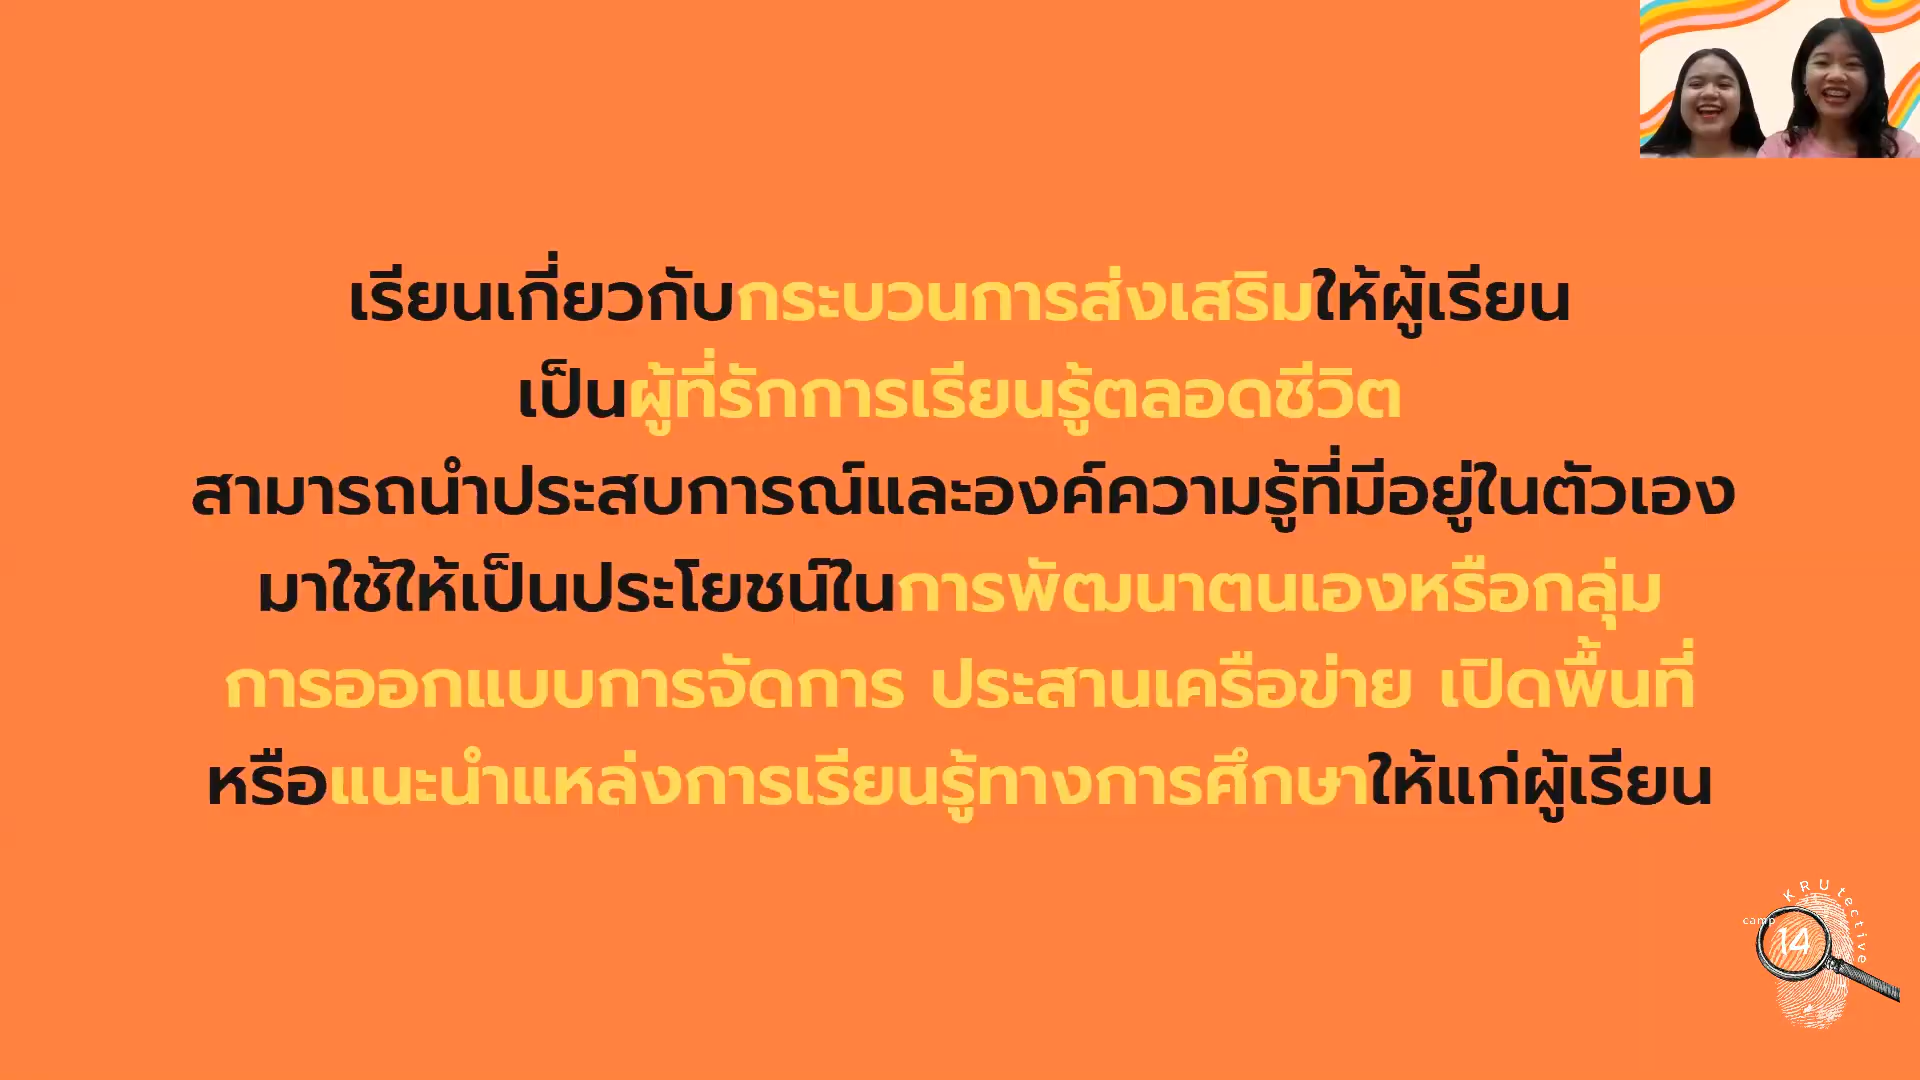 เรียนเกี่ยวกับกระบวนการส่งเสริมให้ผู้เรียน
เป็นผู้ที่รักการเรียนรู้ตลอดชีวิต
สามารถนำประสบการณ์และองค์ความรู้ที่มีอยู่ในตัวเอง
มาใช้ให้เป็นประโยชน์ในการพัฒนาตนเองหรือกลุ่ม
การออกแบบการจัดการ ประสานเครือข่าย เปิดพื้นที่
หรือแนะนำแหล่งการเรียนรู้ทางการศึกษาให้แก่ผู้เรียน
camp KRUtective
14